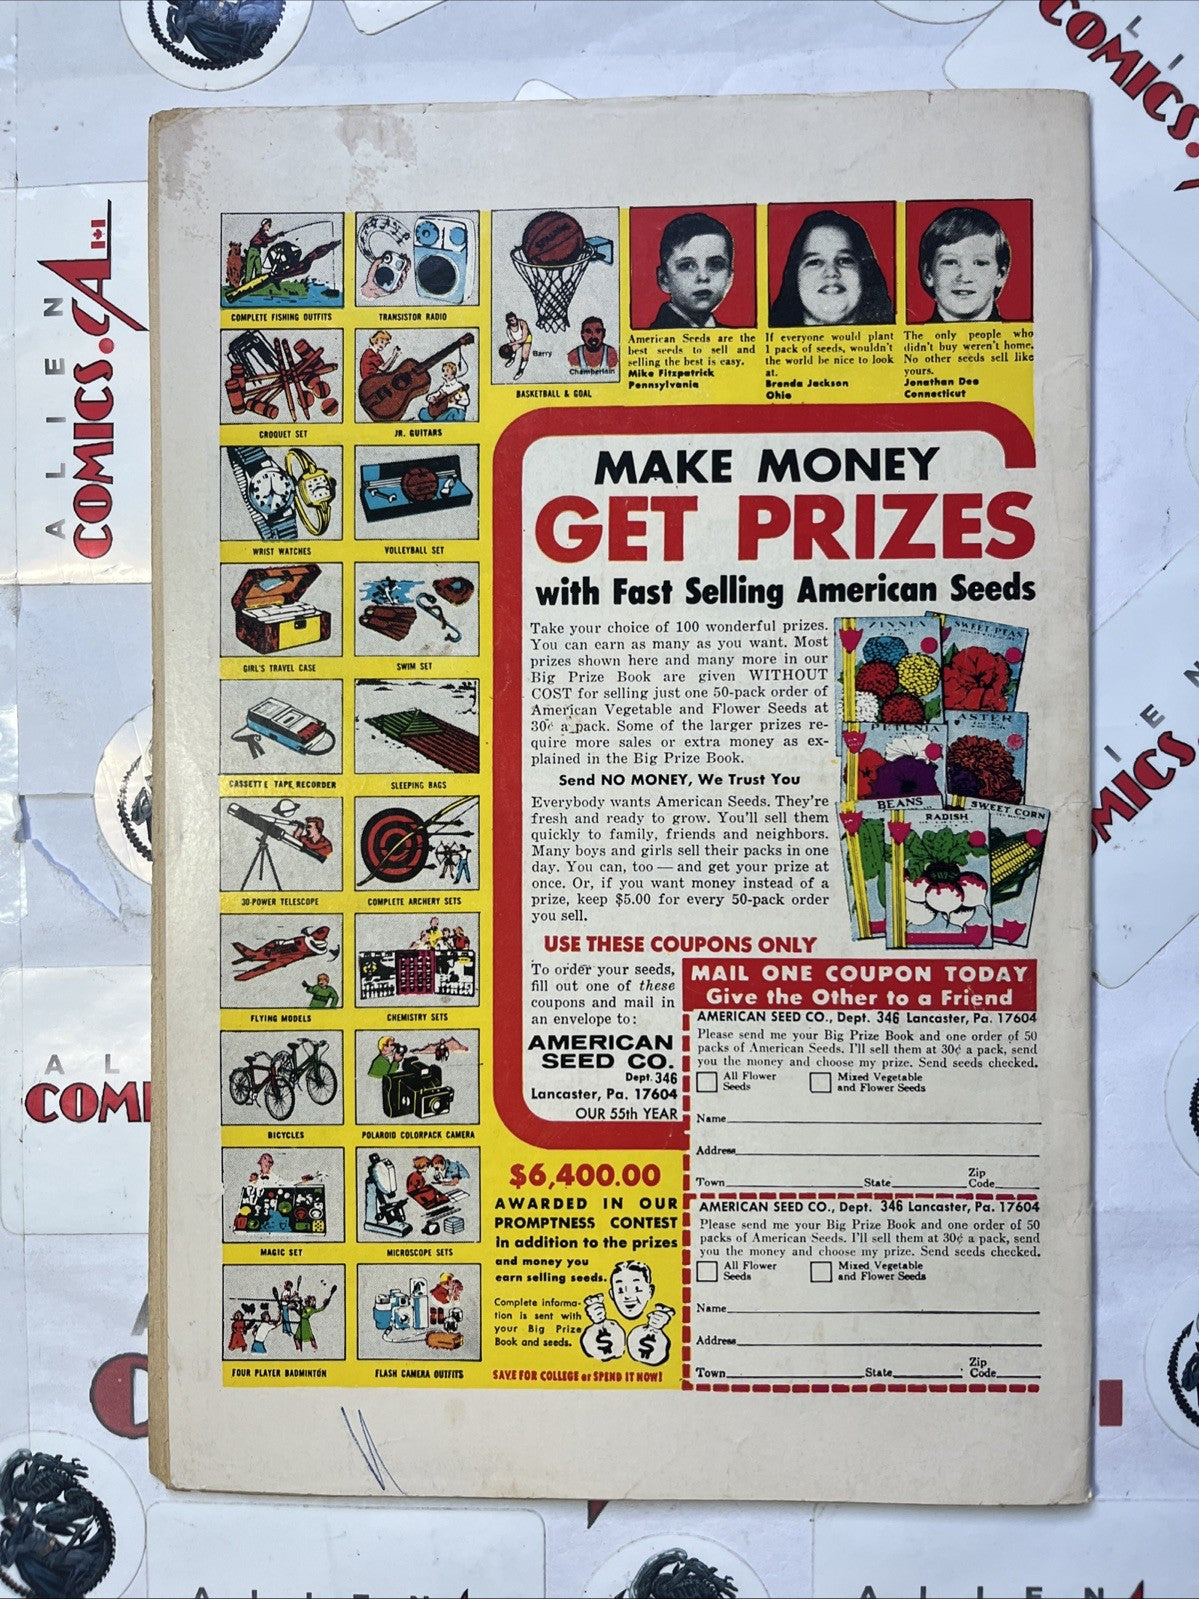 COMPLETE FISHING OUTFITS
TRANSISTOR RADIO
CROQUET SET
JR. GUITARS
WRIST WATCHES
VOLLEYBALL SET
GIRL'S TRAVEL CASE
SWIM SET
CASSETTE TAPE RECORDER
SLEEPING BAGS
30-POWER TELESCOPE
COMPLETE ARCHERY SETS
FLYING MODELS
CHEMISTRY SETS
BICYCLES
POLAROID COLORPACK CAMERA
MAGIC SET
MICROSCOPE SETS
FOUR PLAYER BADMINTON
FLASH CAMERA OUTFITS
SPALDING
Barry
Chamberlain
BASKETBALL & GOAL
American Seeds are the
best seeds to sell and
selling the best is easy.
Mike Fitzpatrick
Pennsylvania
If everyone would plant
1 pack of seeds, wouldn't
the world be nice to look
at.
Brenda Jackson
Ohio
The only people who
didn't buy weren't home.
No other seeds sell like
yours.
Jonathan Dee
Connecticut
MAKE MONEY
GET PRIZES
with Fast Selling American Seeds
Take your choice of 100 wonderful prizes.
You can earn as many as you want. Most
prizes shown here and many more in our
Big Prize Book are given WITHOUT
COST for selling just one 50-pack order of
American Vegetable and Flower Seeds at
30¢ a pack. Some of the larger prizes re-
quire more sales or extra money as ex-
plained in the Big Prize Book.
Send NO MONEY, We Trust You
Everybody wants American Seeds. They're
fresh and ready to grow. You'll sell them
quickly to family, friends and neighbors.
Many boys and girls sell their packs in one
day. You can, too — and get your prize at
once. Or, if you want money instead of a
prize, keep $5.00 for every 50-pack order
you sell.
ZINNIA
SWEET PEAS
PETUNIA
ASTER
BEANS
RADISH
SWEET CORN
USE THESE COUPONS ONLY
To order your seeds,
fill out one of these
coupons and mail in
an envelope to:
AMERICAN
SEED CO.
Dept. 346
Lancaster, Pa. 17604
OUR 55th YEAR
MAIL ONE COUPON TODAY
Give the Other to a Friend
AMERICAN SEED CO., Dept. 346 Lancaster, Pa. 17604
Please send me your Big Prize Book and one order of 50
packs of American Seeds. I'll sell them at 30¢ a pack, send
you the money and choose my prize. Send seeds checked.
All Flower Seeds
Mixed Vegetable and Flower Seeds
Name
Address
Town State Zip Code
AMERICAN SEED CO., Dept. 346 Lancaster, Pa. 17604
Please send me your Big Prize Book and one order of 50
packs of American Seeds. I'll sell them at 30¢ a pack, send
you the money and choose my prize. Send seeds checked.
All Flower Seeds
Mixed Vegetable and Flower Seeds
Name
Address
Town State Zip Code
$6,400.00
AWARDED IN OUR
PROMPTNESS CONTEST
in addition to the prizes
and money you
earn selling seeds.
Complete informa-
tion is sent with
your Big Prize
Book and seeds.
$ $
SAVE FOR COLLEGE or SPEND IT NOW!
ALIEN
COMICS.CA
COMICS.